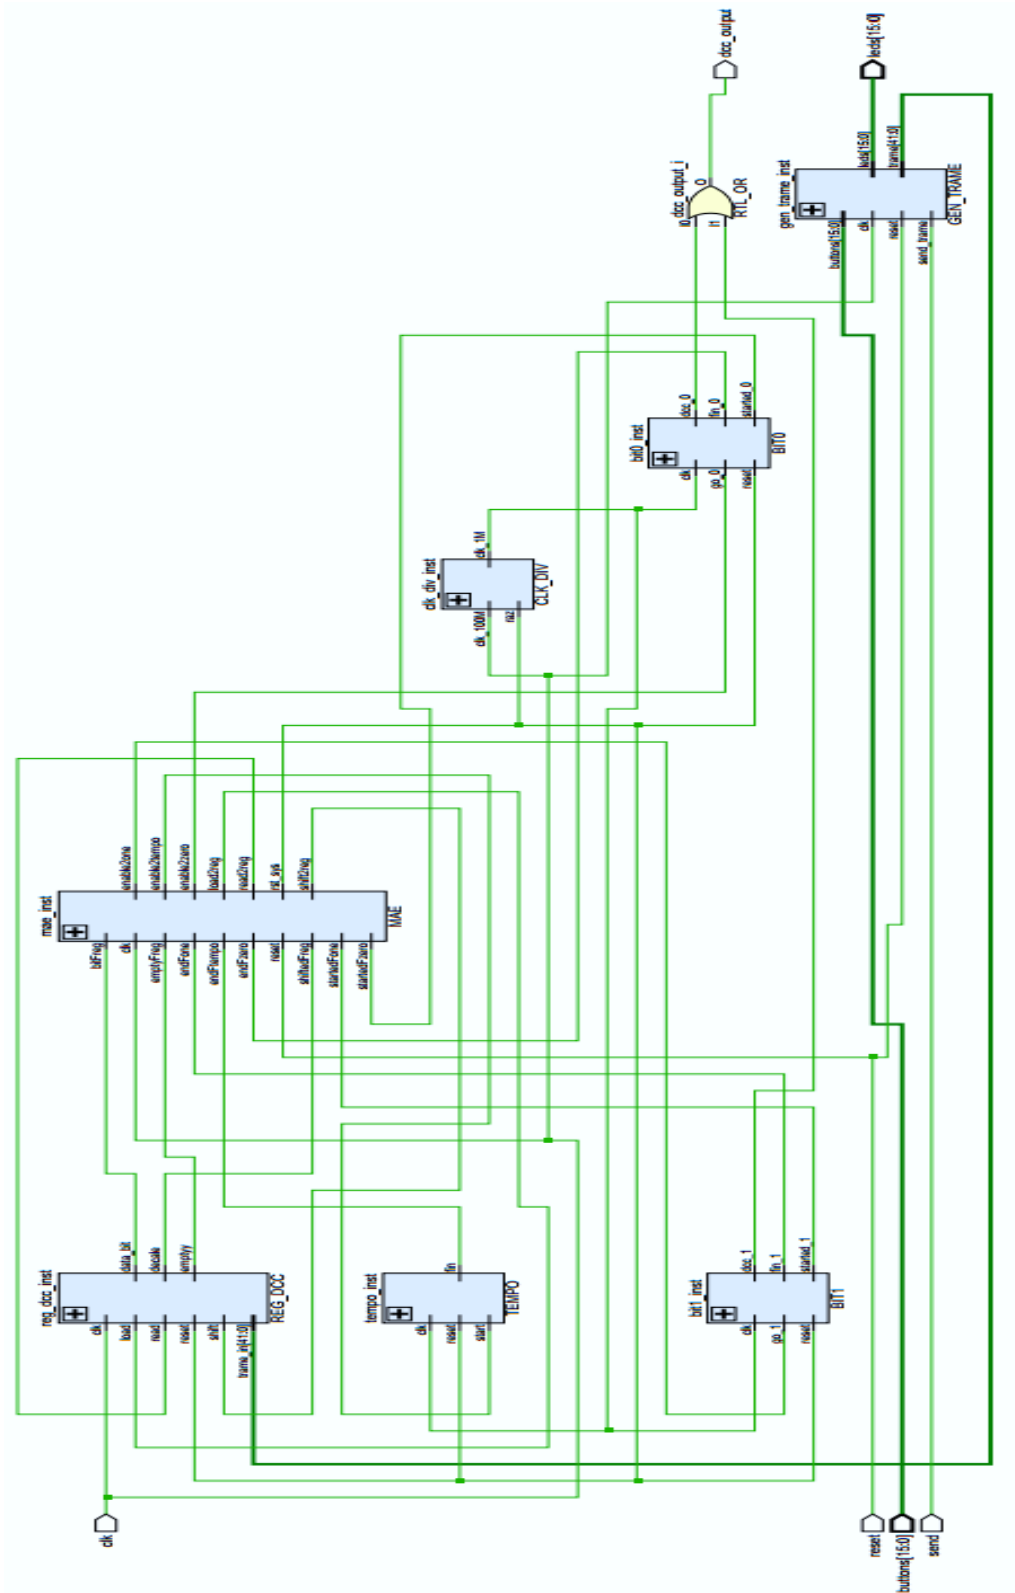 dcc_output
leds[15:0]
dcc_output_i
I0
I1
O
RTL_OR
gen_trame_inst
leds[15:0]
trame[41:0]
buttons[15:0]
clk
reset
send_trame
GEN_TRAME
bit0_inst
dcc_0
fin_0
started_0
clk
go_0
reset
BIT0
clk_div_inst
clk_1M
clk_100M
raz
CLK_DIV
mae_inst
enable2one
enable2tempo
enable2zero
load2reg
read2reg
rst_sys
shift2reg
bitFreg
clk
emptyFreg
endFone
endFtempo
endFzero
reset
shiftedFreg
startedFone
startedFzero
MAE
reg_dcc_inst
data_bit
decale
emptyy
clk
load
read
reset
shift
trame_in[41:0]
REG_DCC
tempo_inst
fin
clk
reset
start
TEMPO
bit1_inst
dcc_1
fin_1
started_1
clk
go_1
reset
BIT1
clk
reset
buttons[15:0]
send